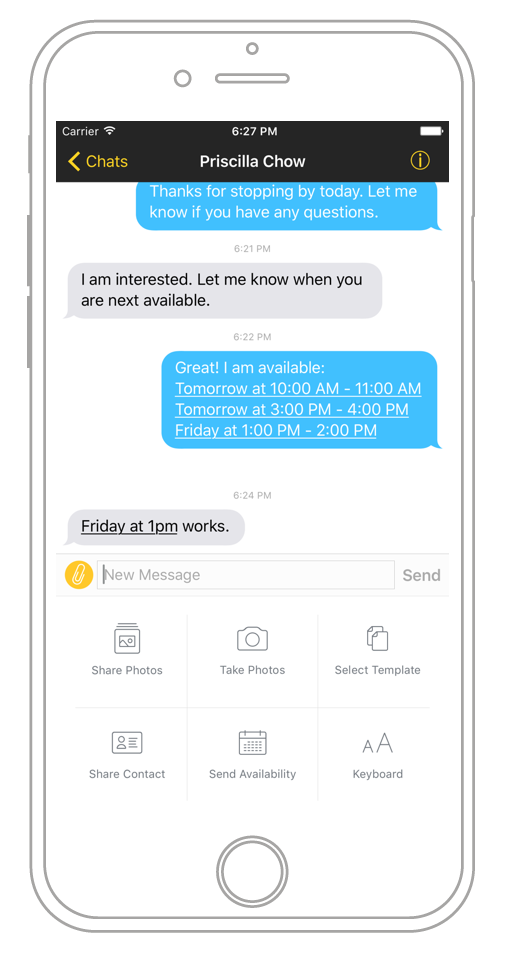 Carrier 6:27 PM
Chats Priscilla Chow
Thanks for stopping by today. Let me
know if you have any questions.
6:21 PM
I am interested. Let me know when you
are next available.
6:22 PM
Great! I am available:
Tomorrow at 10:00 AM - 11:00 AM
Tomorrow at 3:00 PM - 4:00 PM
Friday at 1:00 PM - 2:00 PM
6:24 PM
Friday at 1pm works.
New Message Send
Share Photos Take Photos Select Template
Share Contact Send Availability Keyboard